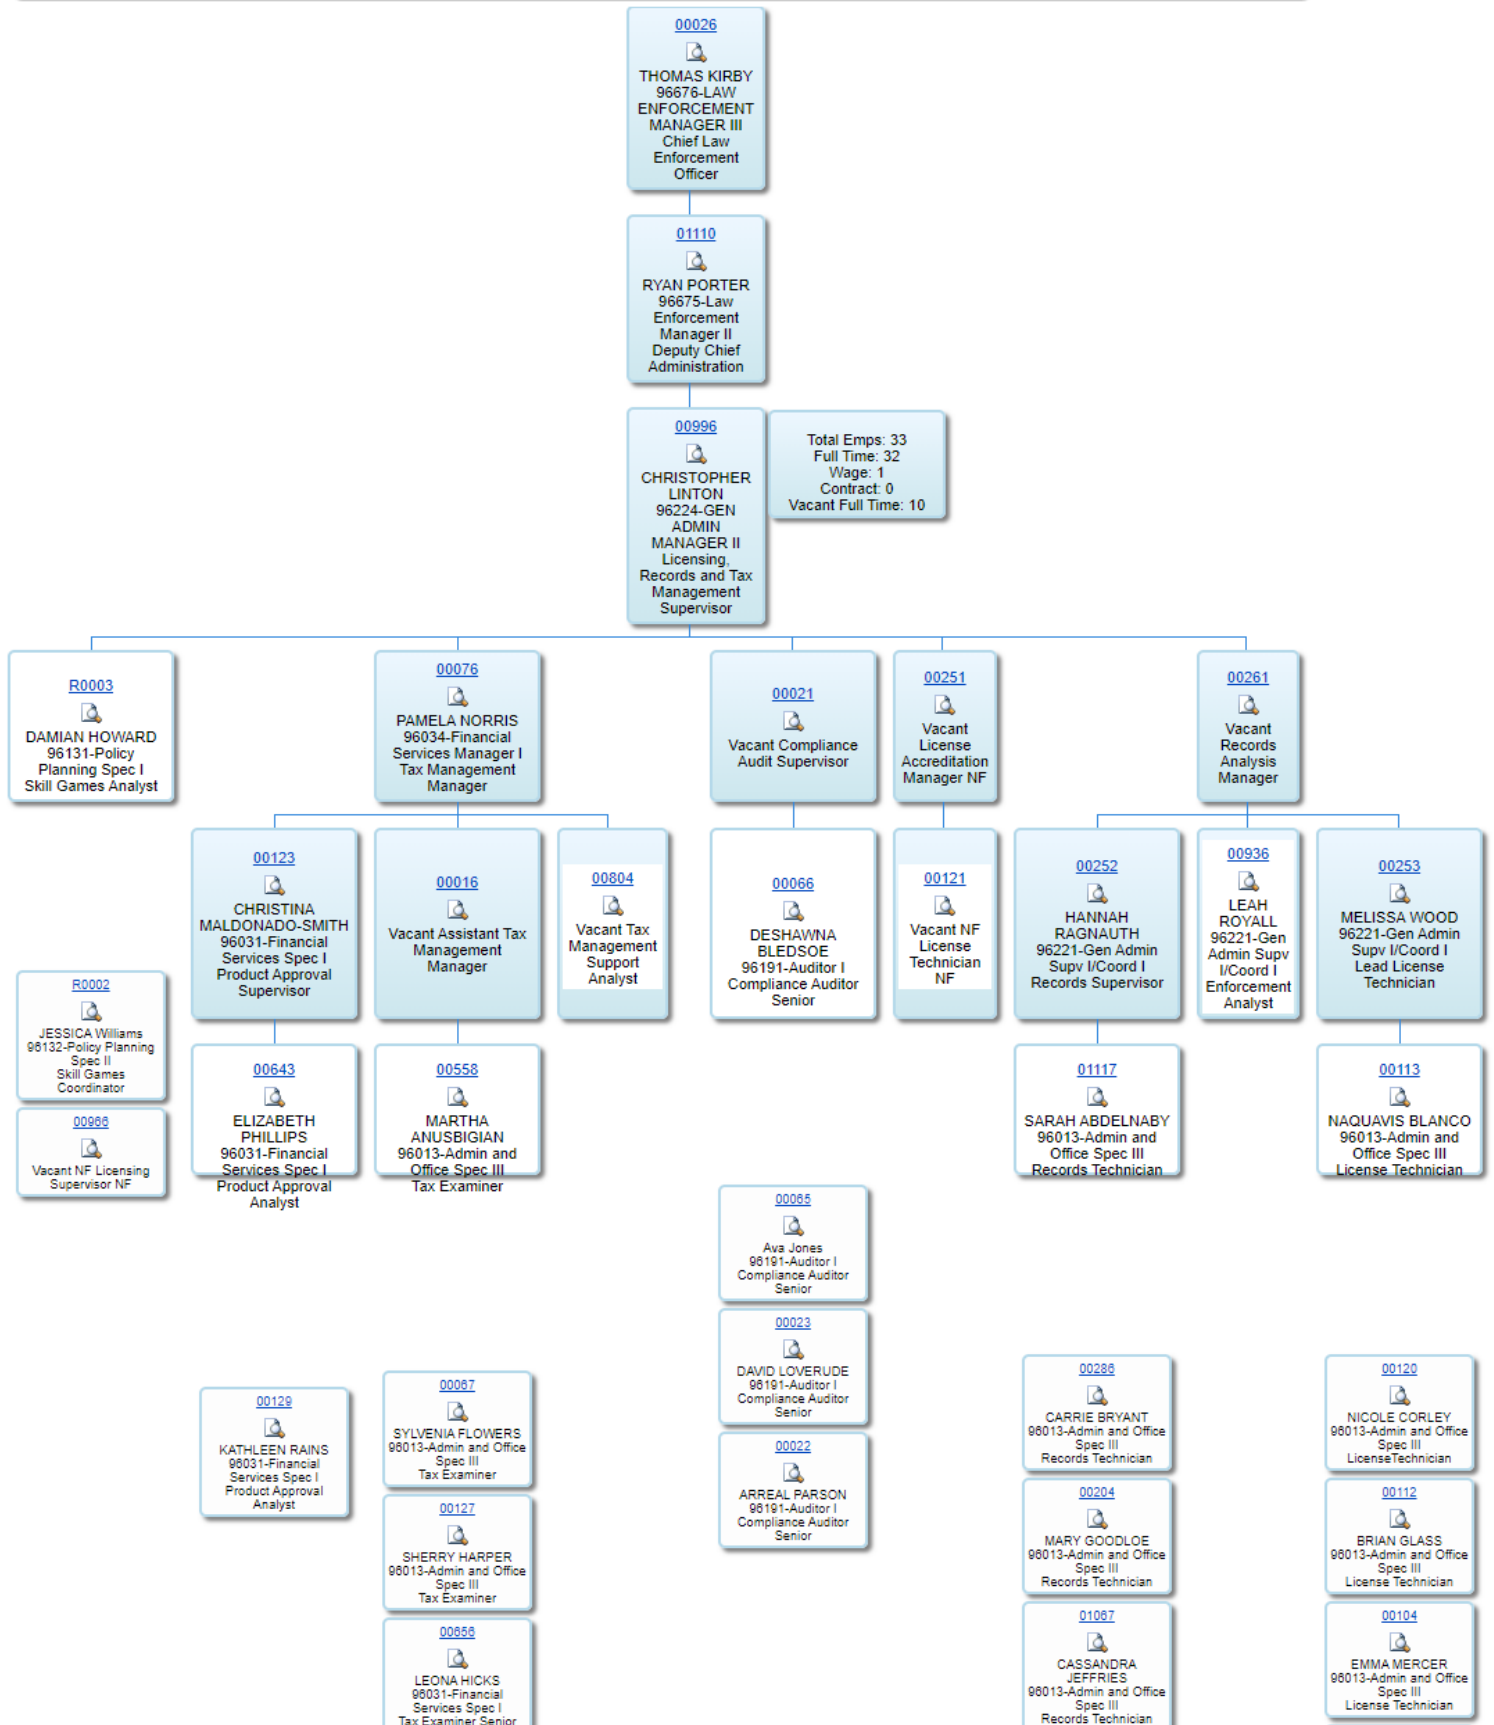 00026
THOMAS KIRBY
96676-LAW
ENFORCEMENT
MANAGER III
Chief Law
Enforcement
Officer
01110
RYAN PORTER
96675-Law
Enforcement
Manager II
Deputy Chief
Administration
00996
CHRISTOPHER
LINTON
96224-GEN
ADMIN
MANAGER II
Licensing,
Records and Tax
Management
Supervisor
Total Emps: 33
Full Time: 32
Wage: 1
Contract: 0
Vacant Full Time: 10
R0003
DAMIAN HOWARD
96131-Policy
Planning Spec I
Skill Games Analyst
00076
PAMELA NORRIS
96034-Financial
Services Manager I
Tax Management
Manager
00021
Vacant Compliance
Audit Supervisor
00251
Vacant
License
Accreditation
Manager NF
00261
Vacant
Records
Analysis
Manager
00123
CHRISTINA
MALDONADO-SMITH
96031-Financial
Services Spec I
Product Approval
Supervisor
00016
Vacant Assistant Tax
Management
Manager
00804
Vacant Tax
Management
Support
Analyst
00066
DESHAWNA
BLEDSOE
96191-Auditor I
Compliance Auditor
Senior
00121
Vacant NF
License
Technician
NF
00252
HANNAH
RAGNAUTH
96221-Gen Admin
Supv I/Coord I
Records Supervisor
00936
LEAH
ROYALL
96221-Gen
Admin Supv
I/Coord I
Enforcement
Analyst
00253
MELISSA WOOD
96221-Gen Admin
Supv I/Coord I
Lead License
Technician
R0002
JESSICA Williams
96132-Policy Planning
Spec II
Skill Games
Coordinator
00966
Vacant NF Licensing
Supervisor NF
00643
ELIZABETH
PHILLIPS
96031-Financial
Services Spec I
Product Approval
Analyst
00558
MARTHA
ANUSBIGIAN
96013-Admin and
Office Spec III
Tax Examiner
01117
SARAH ABDELNABY
96013-Admin and
Office Spec III
Records Technician
00113
NAQUAVIS BLANCO
96013-Admin and
Office Spec III
License Technician
00065
Ava Jones
96191-Auditor I
Compliance Auditor
Senior
00023
DAVID LOVERUDE
96191-Auditor I
Compliance Auditor
Senior
00022
ARREAL PARSON
96191-Auditor I
Compliance Auditor
Senior
00129
KATHLEEN RAINS
96031-Financial
Services Spec I
Product Approval
Analyst
00067
SYLVENIA FLOWERS
96013-Admin and Office
Spec III
Tax Examiner
00127
SHERRY HARPER
96013-Admin and Office
Spec III
Tax Examiner
00656
LEONA HICKS
96031-Financial
Services Spec I
Tax Examiner Senior
00286
CARRIE BRYANT
96013-Admin and Office
Spec III
Records Technician
00204
MARY GOODLOE
96013-Admin and Office
Spec III
Records Technician
01067
CASSANDRA
JEFFRIES
96013-Admin and Office
Spec III
Records Technician
00120
NICOLE CORLEY
96013-Admin and Office
Spec III
LicenseTechnician
00112
BRIAN GLASS
96013-Admin and Office
Spec III
License Technician
00104
EMMA MERCER
96013-Admin and Office
Spec III
License Technician